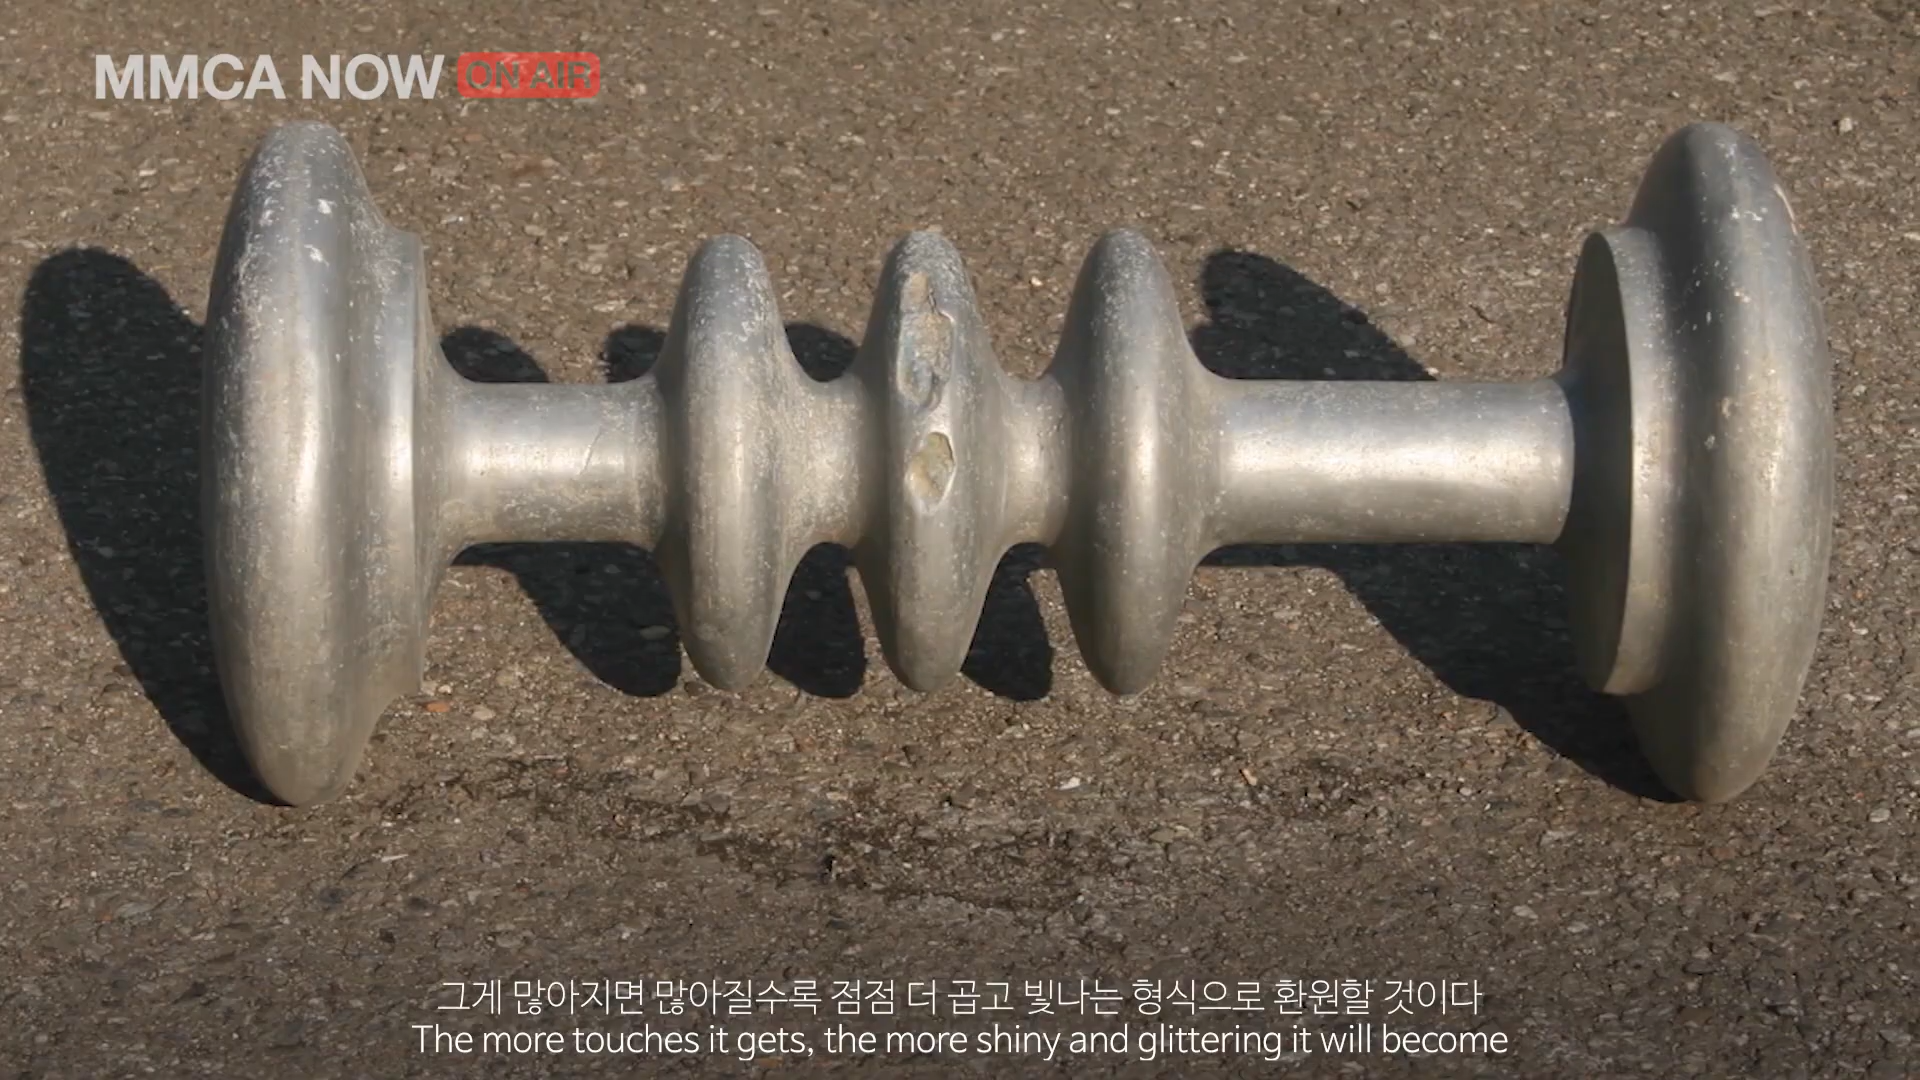 MMCA NOW ON AIR
그게 많아지면 많아질수록 점점 더 곱고 빛나는 형식으로 환원할 것이다
The more touches it gets, the more shiny and glittering it will become